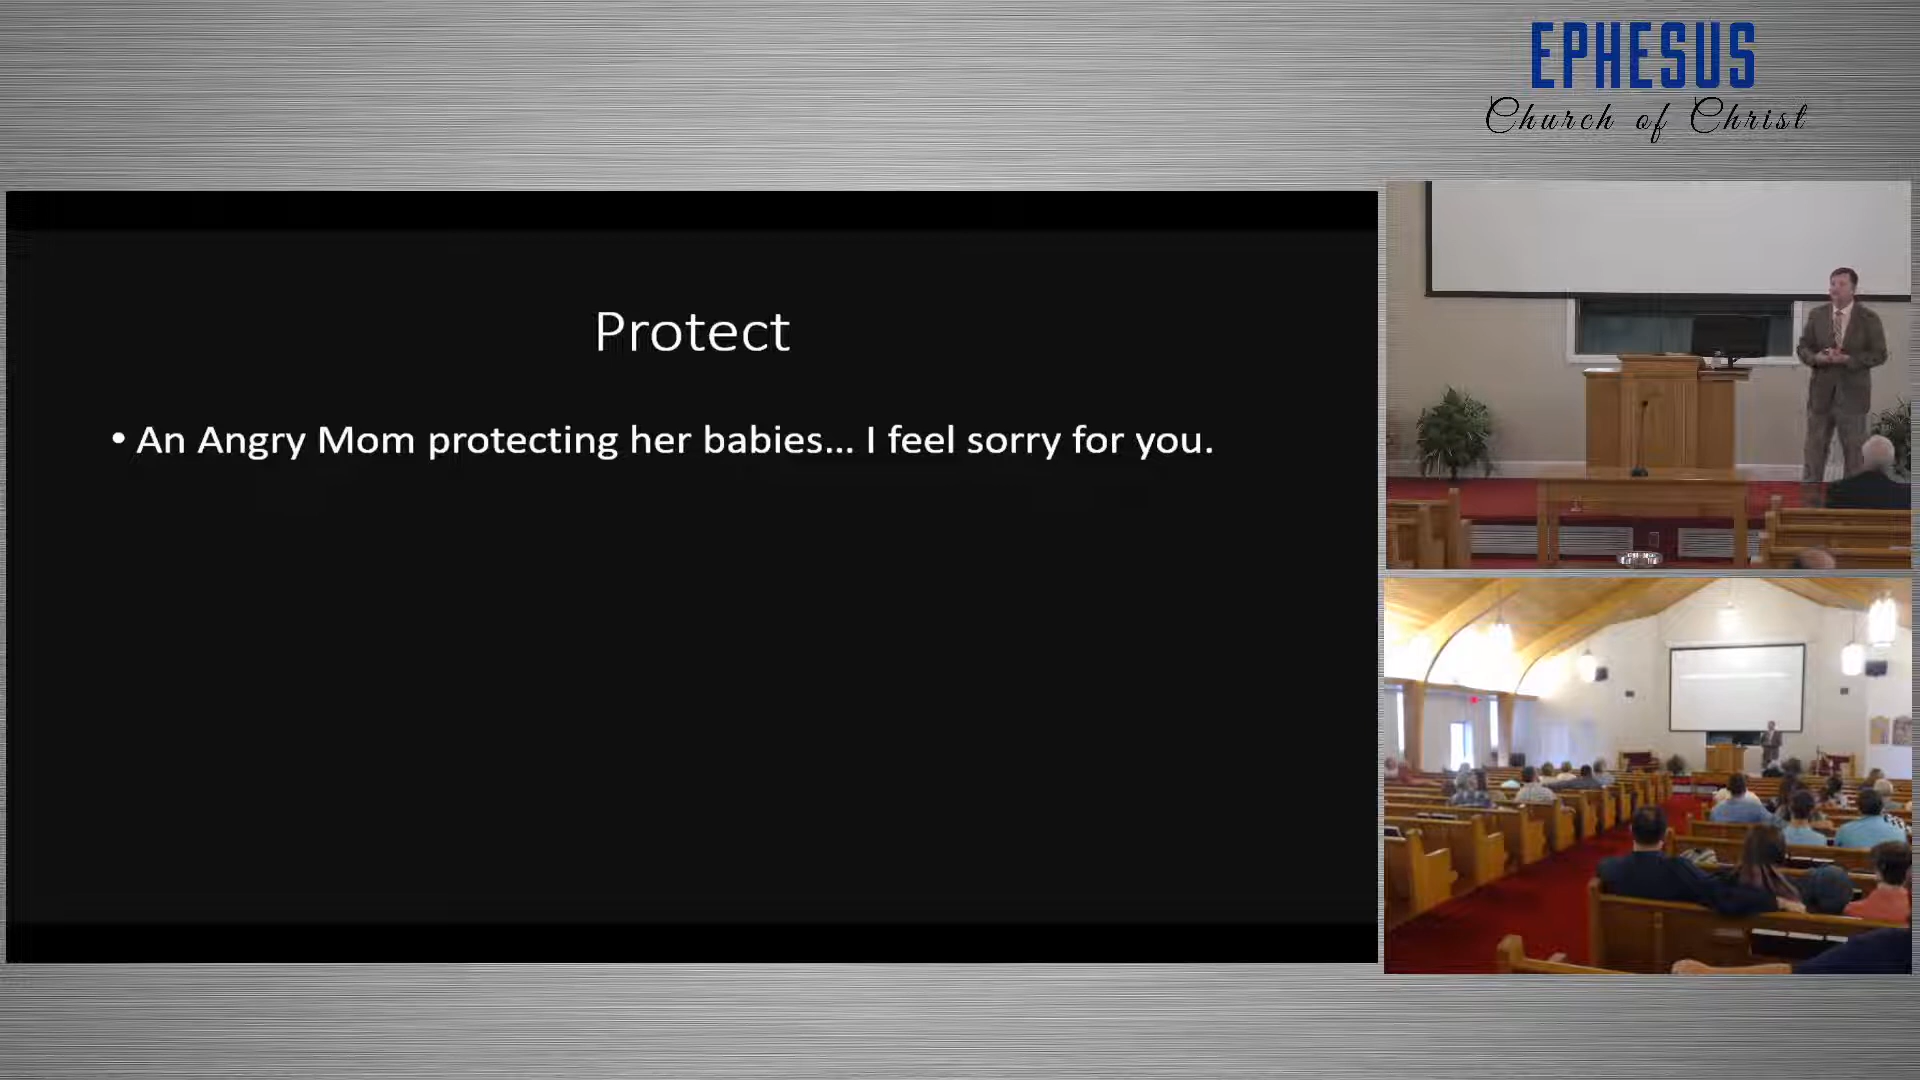 EPHESUS
Church of Christ
Protect
• An Angry Mom protecting her babies... I feel sorry for you.